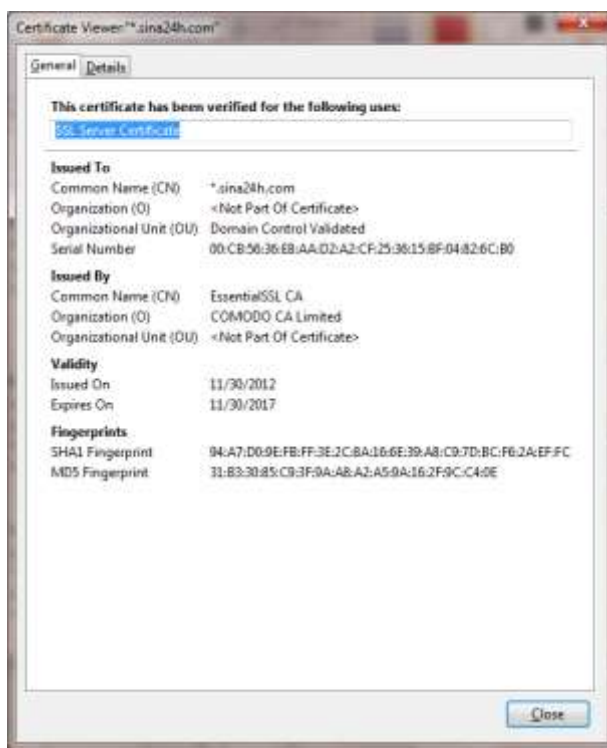 Certificate Viewer:"*.sina24h.com"
General Details
This certificate has been verified for the following uses:
SSL Server Certificate
Issued To
Common Name (CN) *.sina24h.com
Organization (O) <Not Part Of Certificate>
Organizational Unit (OU) Domain Control Validated
Serial Number 00:CB:56:36:EB:AA:D2:A2:CF:25:36:15:BF:04:82:6C:B0
Issued By
Common Name (CN) EssentialSSL CA
Organization (O) COMODO CA Limited
Organizational Unit (OU) <Not Part Of Certificate>
Validity
Issued On 11/30/2012
Expires On 11/30/2017
Fingerprints
SHA1 Fingerprint 94:A7:D0:9E:FB:FF:3E:2C:8A:16:6E:39:A8:C9:7D:BC:F6:2A:EF:FC
MD5 Fingerprint 31:B3:30:85:C9:3F:9A:A8:A2:A5:9A:16:2F:9C:C4:0E
Close